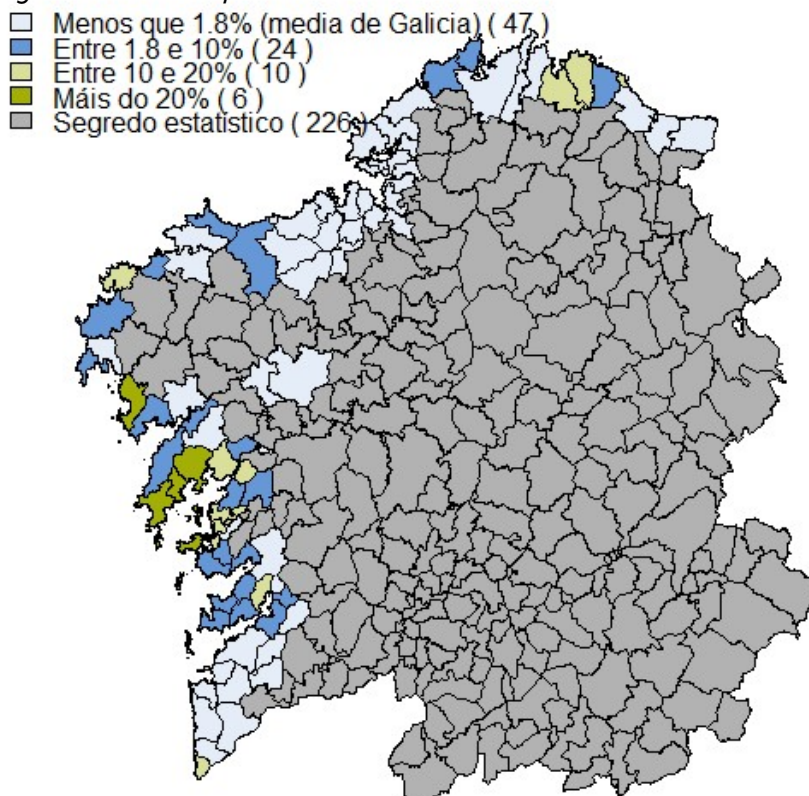 Menos que 1.8% (media de Galicia) ( 47 )
Entre 1.8 e 10% ( 24 )
Entre 10 e 20% ( 10 )
Máis do 20% ( 6 )
Segredo estatístico ( 226 )